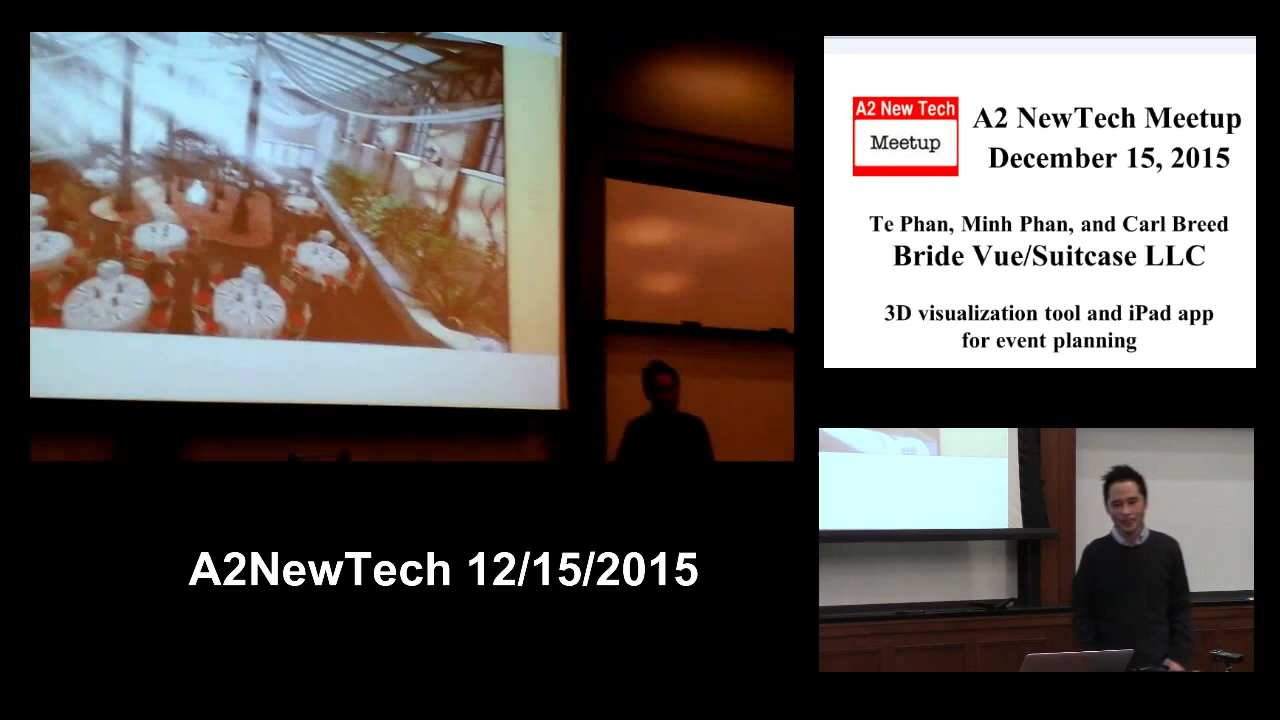 A2 New Tech
Meetup
A2 NewTech Meetup
December 15, 2015
Te Phan, Minh Phan, and Carl Breed
Bride Vue/Suitcase LLC
3D visualization tool and iPad app
for event planning
A2NewTech 12/15/2015